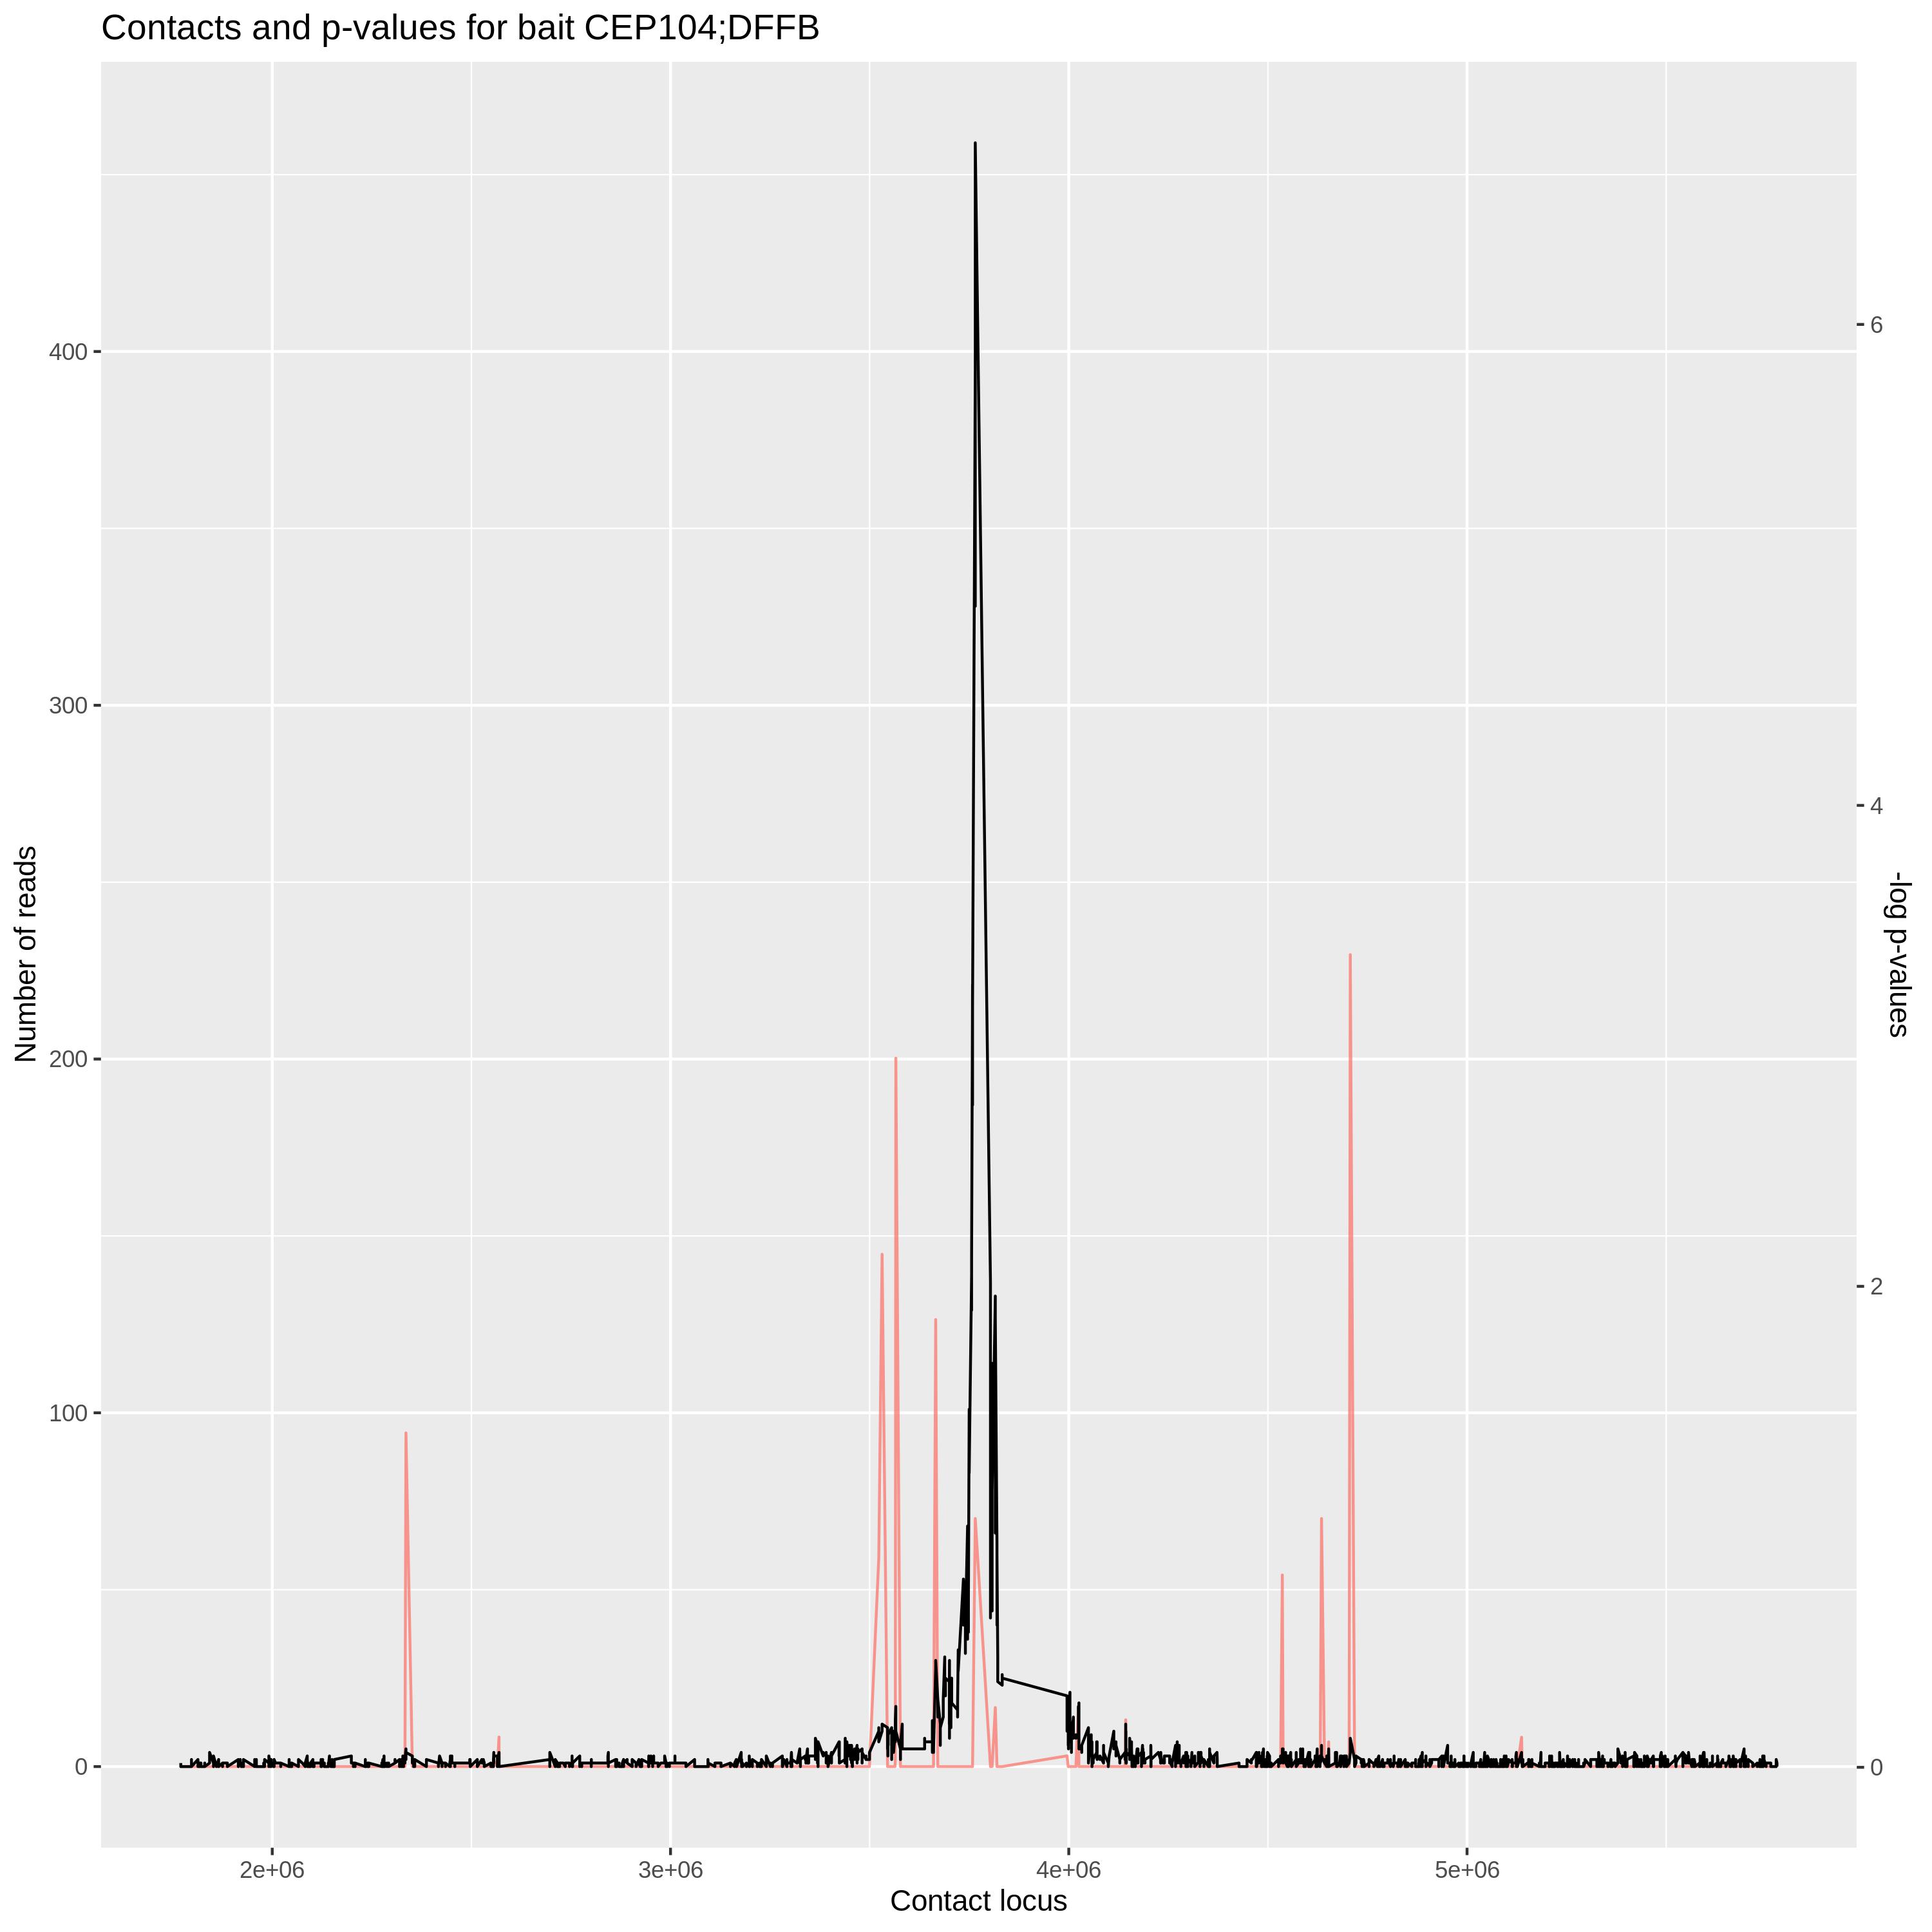 Contacts and p-values for bait CEP104;DFFB
400
300
200
100
0
Number of reads
6
4
2
0
-log p-values
2e+06
3e+06
4e+06
5e+06
Contact locus